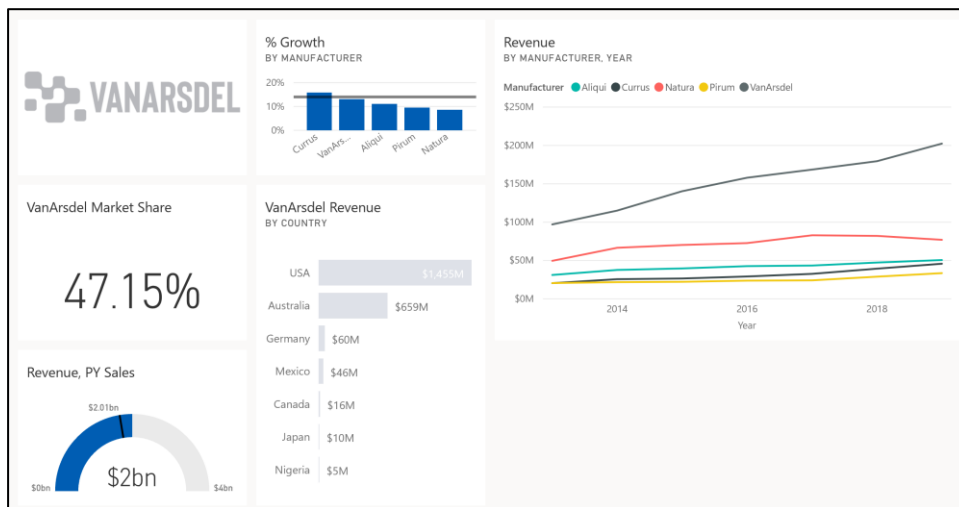 VANARSDEL
% Growth
BY MANUFACTURER
20%
10%
0%
Currus
VanArs...
Aliqui
Pirum
Natura
Revenue
BY MANUFACTURER, YEAR
Manufacturer Aliqui Currus Natura Pirum VanArsdel
$250M
$200M
$150M
$100M
$50M
$0M
2014 2016 2018
Year
VanArsdel Market Share
47.15%
VanArsdel Revenue
BY COUNTRY
USA $1,455M
Australia $659M
Germany $60M
Mexico $46M
Canada $16M
Japan $10M
Nigeria $5M
Revenue, PY Sales
$2.01bn
$2bn
$0bn $4bn